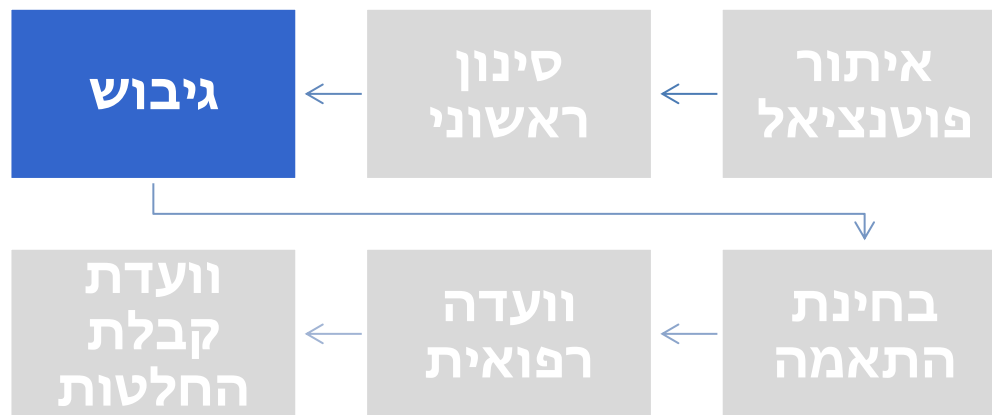 איתור
פוטנציאל
סינון
ראשוני
גיבוש
בחינת
התאמה
וועדה
רפואית
וועדת
קבלת
החלטות